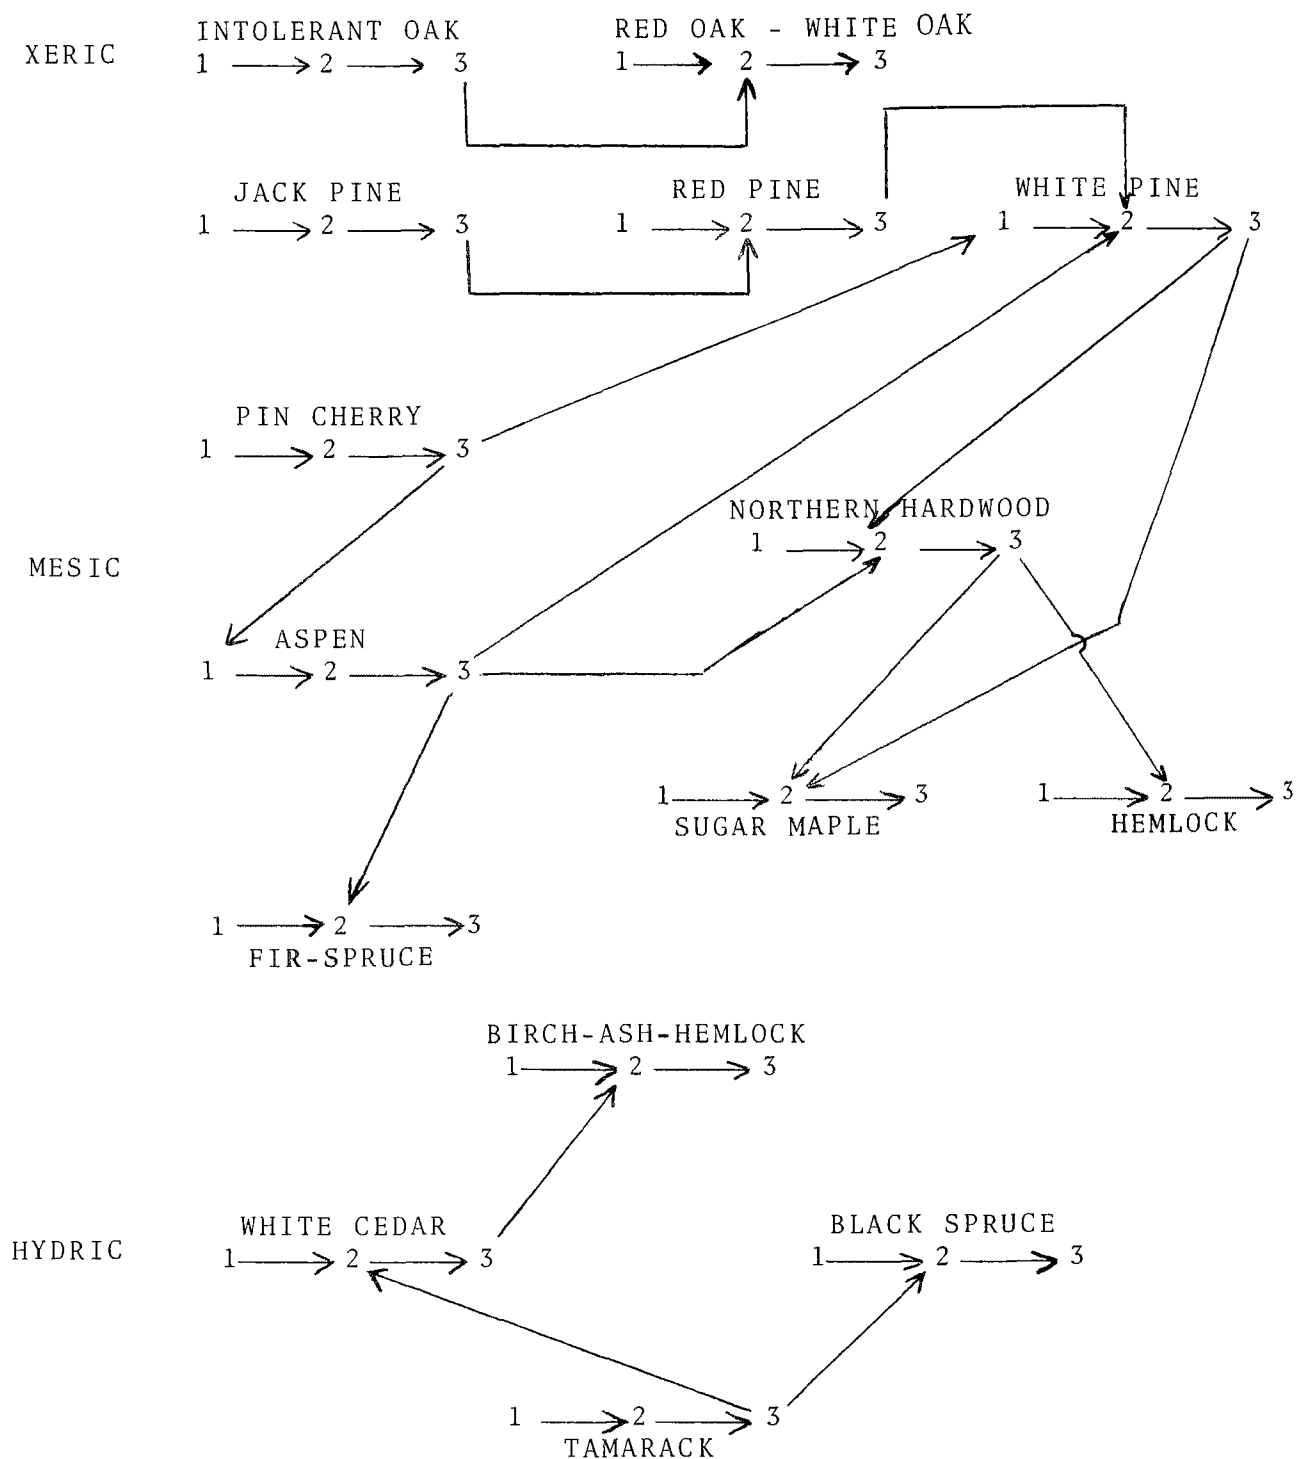 INTOLERANT OAK RED OAK - WHITE OAK
XERIC 1 2 3 1 2 3
JACK PINE RED PINE WHITE PINE
1 2 3 1 2 3 1 2 3
PIN CHERRY
1 2 3
NORTHERN HARDWOOD
1 2 3
MESIC
ASPEN
1 2 3
1 2 3 1 2 3
SUGAR MAPLE HEMLOCK
1 2 3
FIR-SPRUCE
BIRCH-ASH-HEMLOCK
1 2 3
WHITE CEDAR BLACK SPRUCE
HYDRIC 1 2 3 1 2 3
1 2 3
TAMARACK